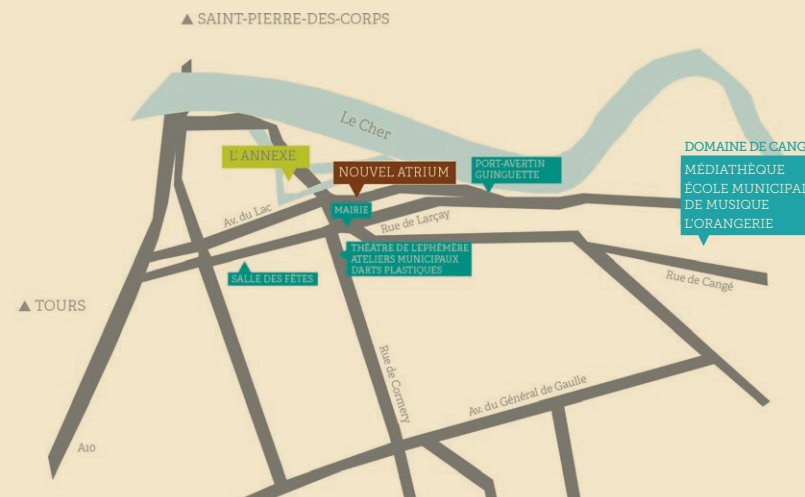 ▲ SAINT-PIERRE-DES-CORPS
Le Cher
L'ANNEXE
NOUVEL ATRIUM
PORT-AVERTIN
GUINGUETTE
DOMAINE DE CANG
MÉDIATHÈQUE
ÉCOLE MUNICIPAL
DE MUSIQUE
L'ORANGERIE
MAIRIE
Av. du Lac
Rue de Larçay
THÉÂTRE DE L'EPHÉMÈRE
ATELIERS MUNICIPAUX
D'ARTS PLASTIQUES
SALLE DES FÊTES
Rue de Cangé
▲ TOURS
Rue de Cormery
Av. du Général de Gaulle
A10